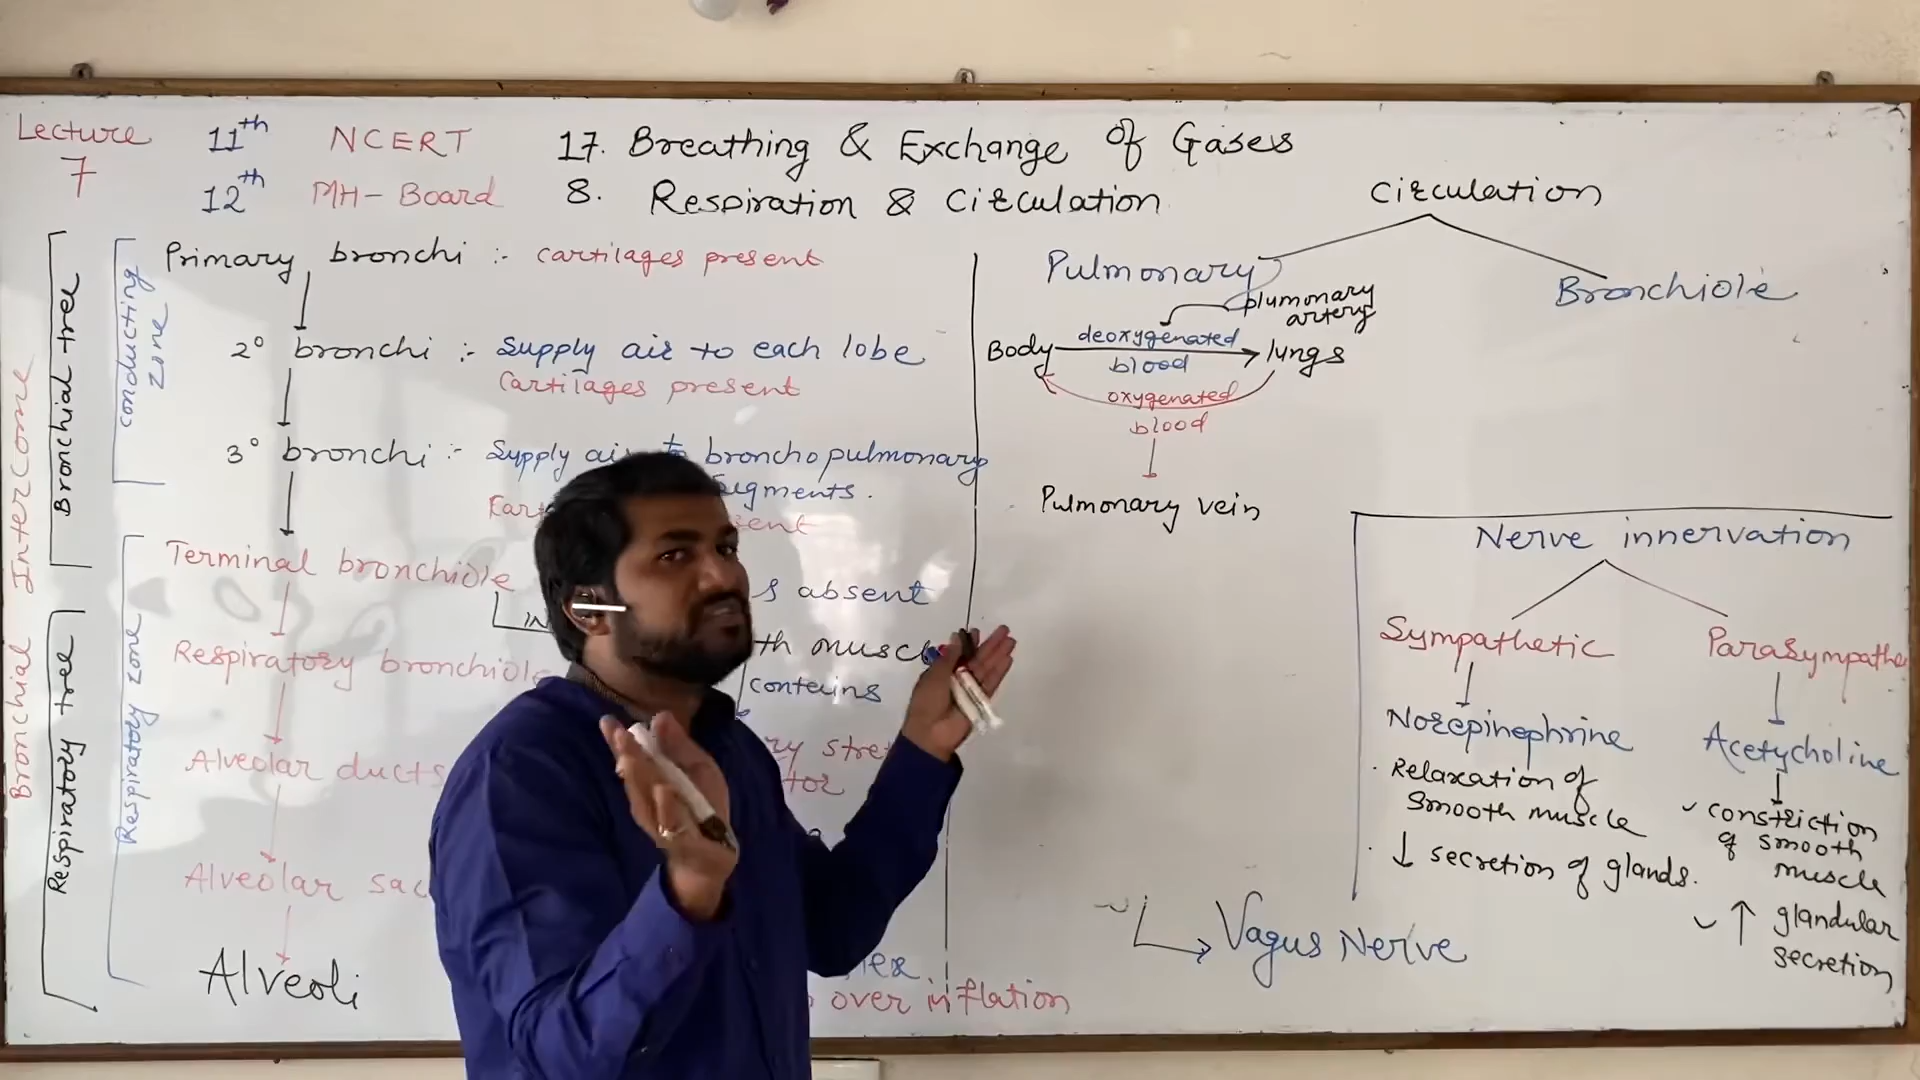 Lecture
7
11th NCERT 17. Breathing & Exchange of Gases
12th MH-Board 8. Respiration & Circulation
Bronchial InterCome
Bronchial tree
Respiratory tree
conducting zone
Respiratory zone
Primary bronchi :- cartilages present
2° bronchi :- Supply air to each lobe
Cartilages present
3° bronchi :- Supply air to bronchopulmonary
segments.
Terminal bronchiole
absent
Respiratory bronchiole
contains
Alveolar ducts
Alveolar sac
Alveoli
over inflation
Circulation
Pulmonary
Bronchiole
plumonary
artery
Body deoxygenated lungs
blood
oxygenated
blood
Pulmonary vein
Nerve innervation
Sympathetic
Norepinephrine
· Relaxation of
smooth muscle
· ↓ secretion of glands.
Parasympathe
Acetycholine
constriction
of smooth
muscle
↑ glandular
secretion
Vagus Nerve